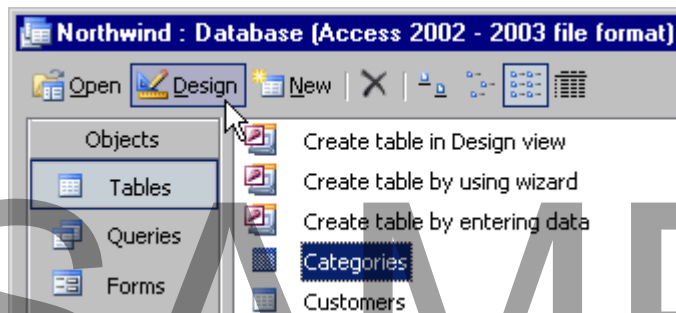 Northwind : Database (Access 2002 - 2003 file format)
Open Design New
Objects
Tables
Queries
Forms
Create table in Design view
Create table by using wizard
Create table by entering data
Categories
Customers
SAMP